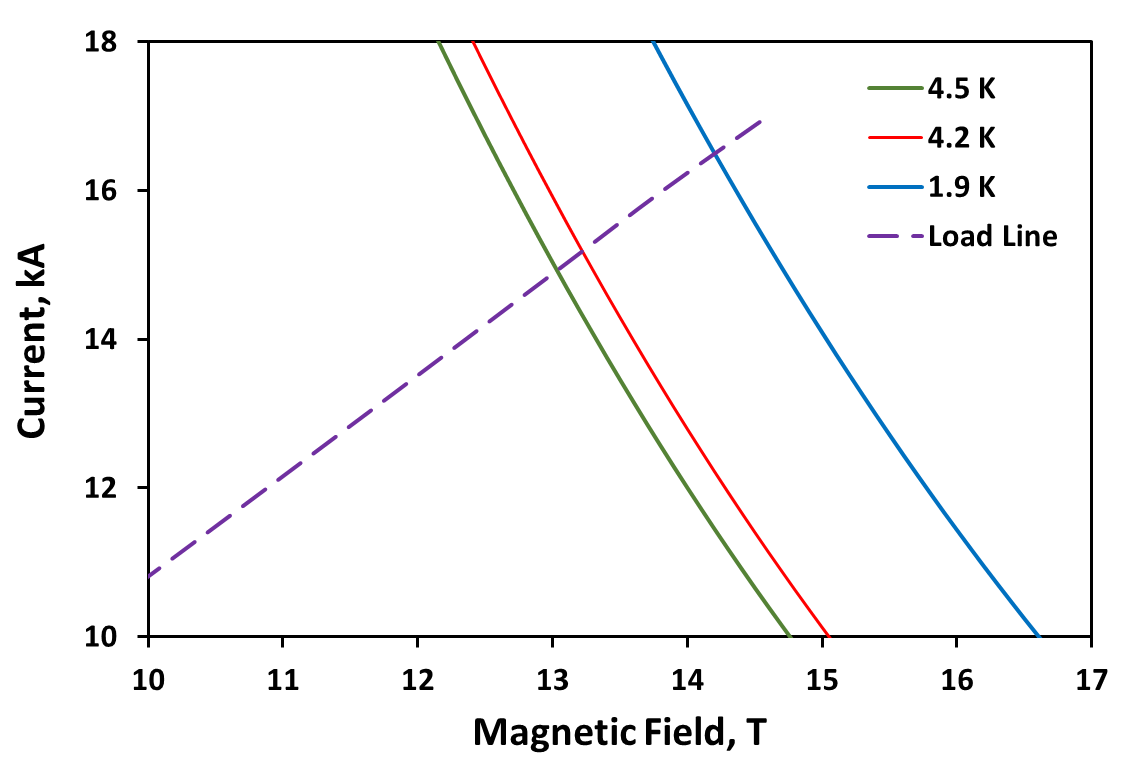 18
16
14
12
10
Current, kA
4.5 K
4.2 K
1.9 K
Load Line
10 11 12 13 14 15 16 17
Magnetic Field, T